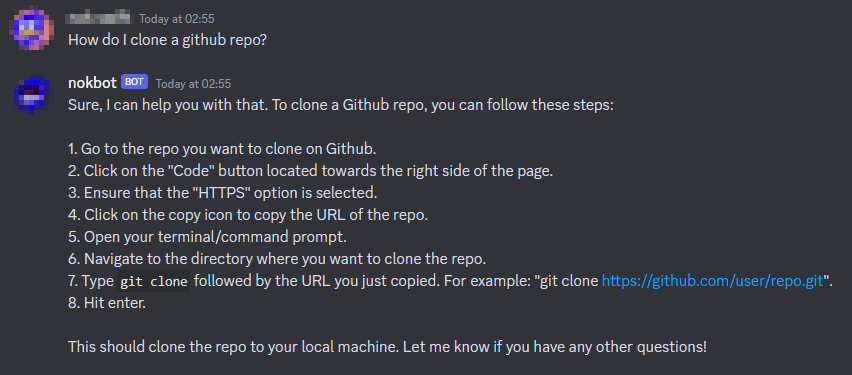 Today at 02:55
How do I clone a github repo?
nokbot BOT Today at 02:55
Sure, I can help you with that. To clone a Github repo, you can follow these steps:
1. Go to the repo you want to clone on Github.
2. Click on the "Code" button located towards the right side of the page.
3. Ensure that the "HTTPS" option is selected.
4. Click on the copy icon to copy the URL of the repo.
5. Open your terminal/command prompt.
6. Navigate to the directory where you want to clone the repo.
7. Type git clone followed by the URL you just copied. For example: "git clone https://github.com/user/repo.git".
8. Hit enter.
This should clone the repo to your local machine. Let me know if you have any other questions!